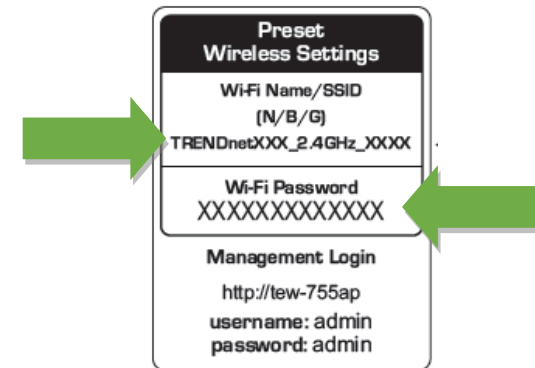 Preset
Wireless Settings
Wi-Fi Name/SSID
(N/B/G)
TRENDnetXXX_2.4GHz_XXXX
Wi-Fi Password
XXXXXXXXXXXXX
Management Login
http://tew-755ap
username: admin
password: admin